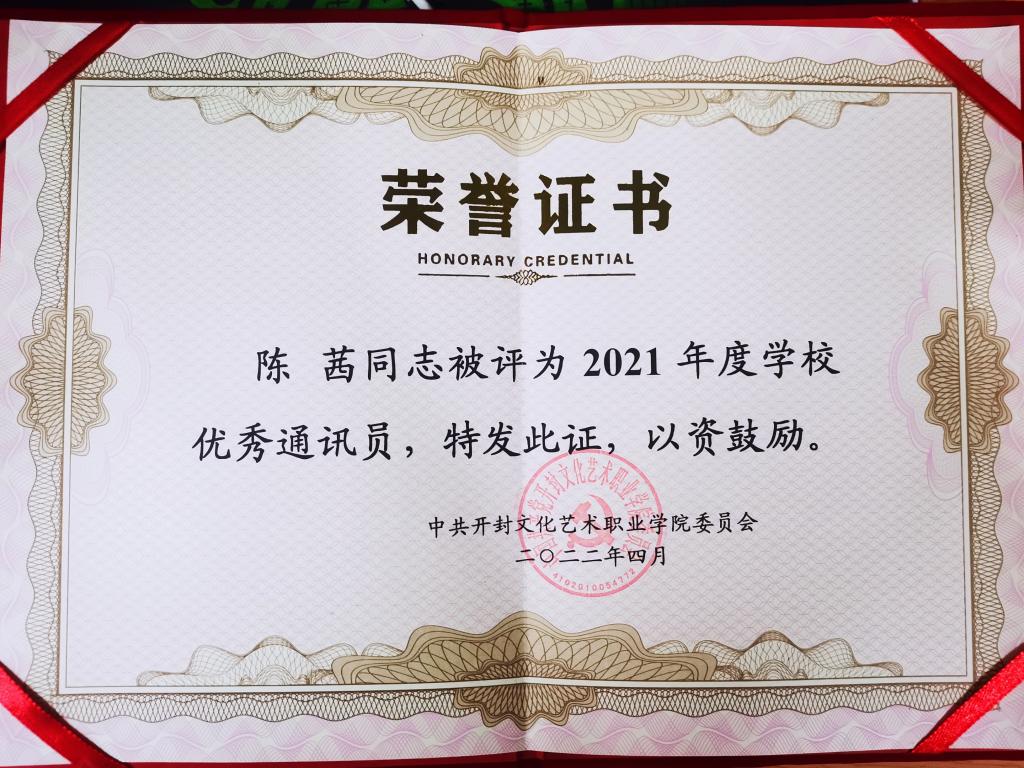 荣誉证书
HONORARY CREDENTIAL
陈 茜同志被评为 2021 年度学校
优秀通讯员，特发此证，以资鼓励。
中共开封文化艺术职业学院委员会
二〇二二年四月
4102010054772